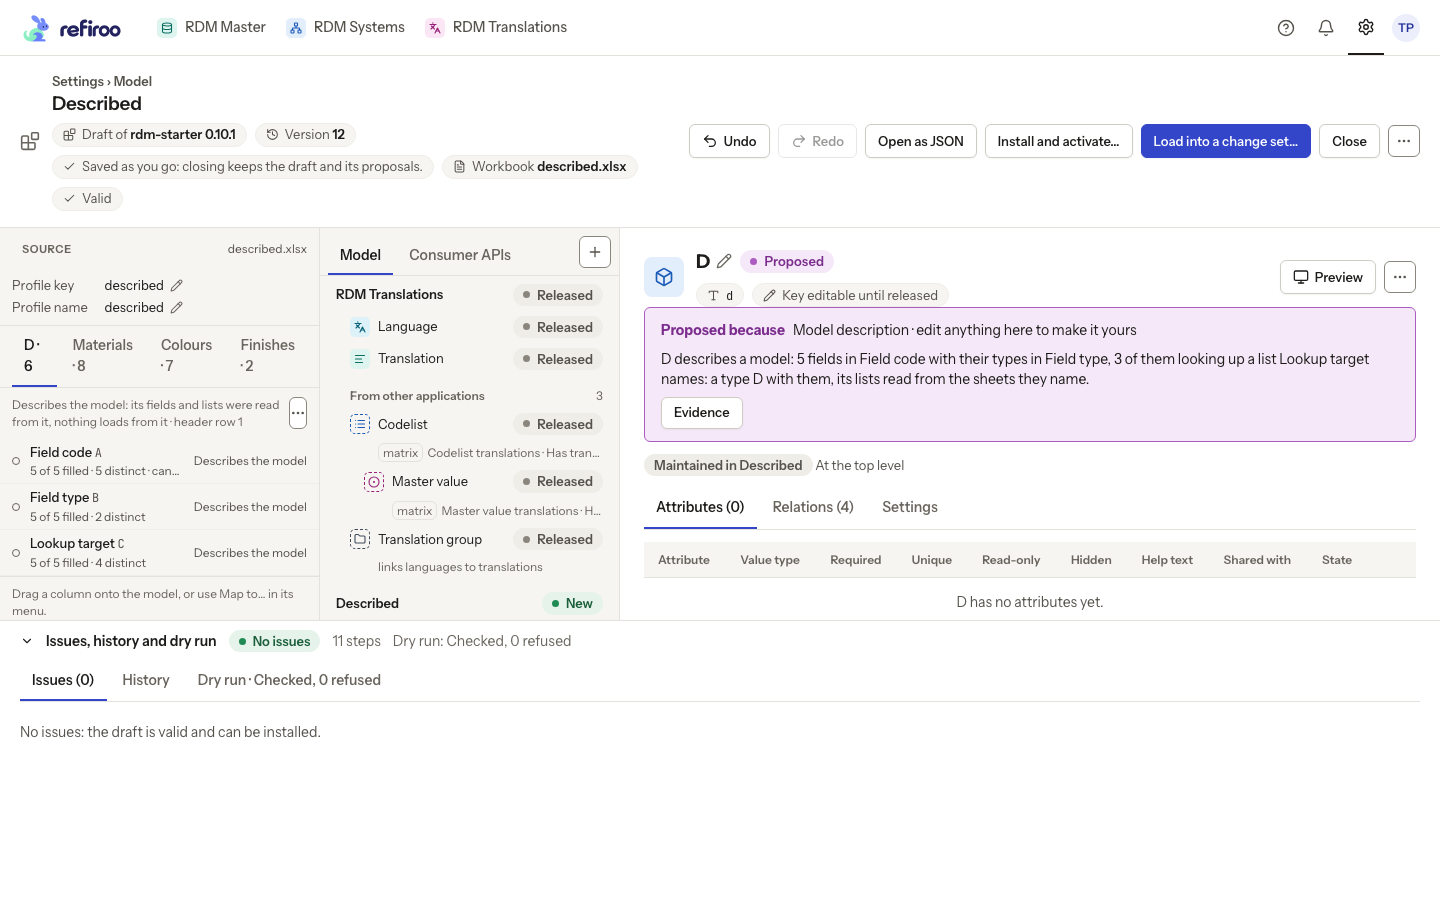 refiroo
RDM Master
RDM Systems
RDM Translations
TP
Settings › Model
Described
Draft of rdm-starter 0.10.1
Version 12
Saved as you go: closing keeps the draft and its proposals.
Workbook described.xlsx
Valid
Undo
Redo
Open as JSON
Install and activate...
Load into a change set...
Close
SOURCE
described.xlsx
Profile key described
Profile name described
D · 6
Materials · 8
Colours · 7
Finishes · 2
Describes the model: its fields and lists were read
from it, nothing loads from it · header row 1
Field code A
5 of 5 filled · 5 distinct · can...
Describes the model
Field type B
5 of 5 filled · 2 distinct
Describes the model
Lookup target C
5 of 5 filled · 4 distinct
Describes the model
Drag a column onto the model, or use Map to... in its
menu.
Model
Consumer APIs
RDM Translations
Released
Language
Released
Translation
Released
From other applications
3
Codelist
Released
matrix Codelist translations · Has tran...
Master value
Released
matrix Master value translations · H...
Translation group
Released
links languages to translations
Described
New
D
Proposed
d
Key editable until released
Preview
Proposed because Model description · edit anything here to make it yours
D describes a model: 5 fields in Field code with their types in Field type, 3 of them looking up a list Lookup target
names: a type D with them, its lists read from the sheets they name.
Evidence
Maintained in Described At the top level
Attributes (0)
Relations (4)
Settings
Attribute Value type Required Unique Read-only Hidden Help text Shared with State
D has no attributes yet.
Issues, history and dry run
No issues
11 steps
Dry run: Checked, 0 refused
Issues (0)
History
Dry run · Checked, 0 refused
No issues: the draft is valid and can be installed.